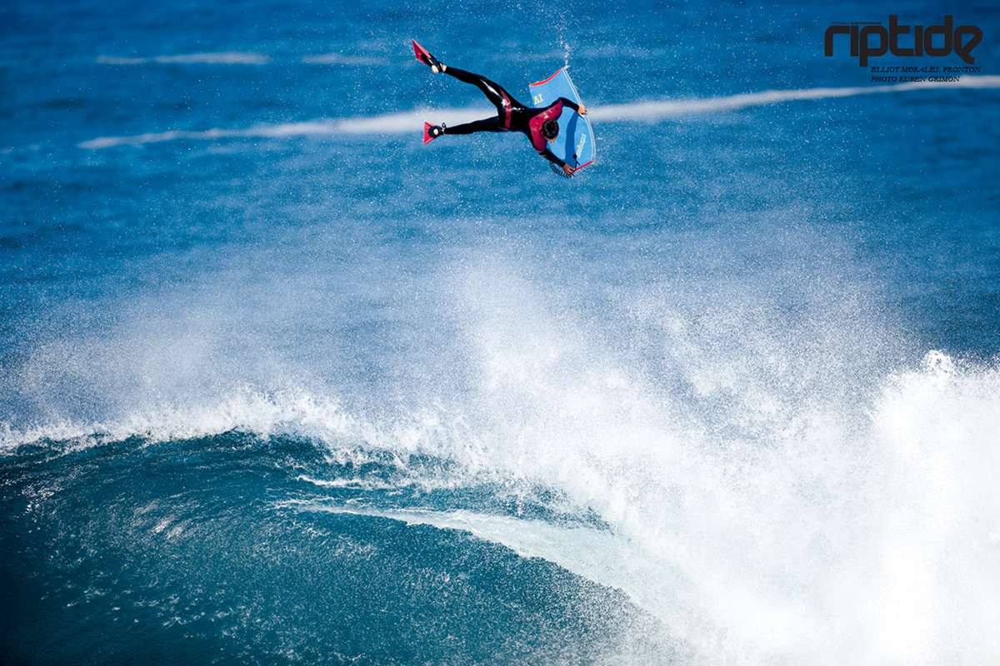 riptide
ELLIOT MORALES, FRONTON
PHOTO RUBEN GRIMON